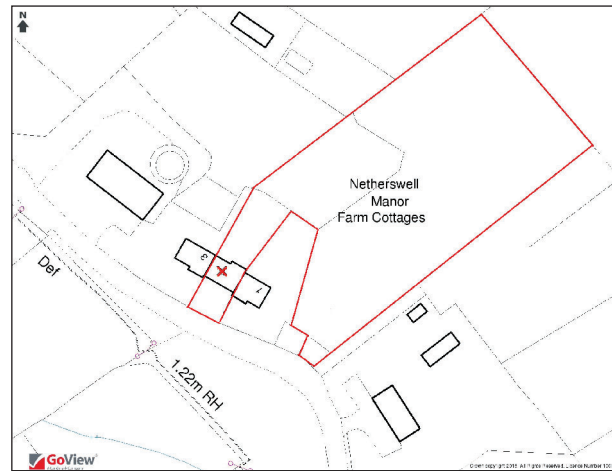 N
Netherswell
Manor
Farm Cottages
3
1
Def
1.22m RH
GoView